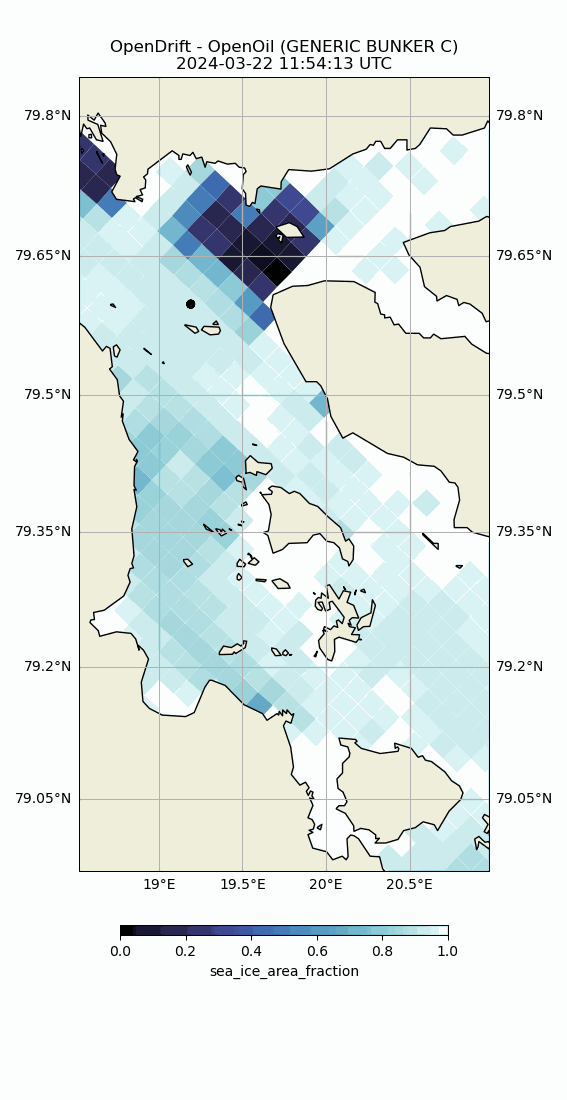 OpenDrift - OpenOil (GENERIC BUNKER C)
2024-03-22 11:54:13 UTC
79.8°N 79.8°N
79.65°N 79.65°N
79.5°N 79.5°N
79.35°N 79.35°N
79.2°N 79.2°N
79.05°N 79.05°N
19°E 19.5°E 20°E 20.5°E
0.0 0.2 0.4 0.6 0.8 1.0
sea_ice_area_fraction